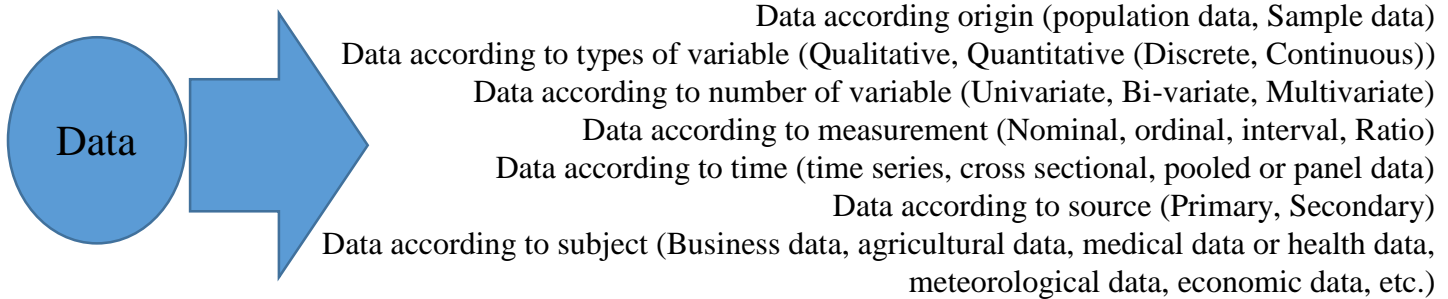 Data
Data according origin (population data, Sample data)
Data according to types of variable (Qualitative, Quantitative (Discrete, Continuous))
Data according to number of variable (Univariate, Bi-variate, Multivariate)
Data according to measurement (Nominal, ordinal, interval, Ratio)
Data according to time (time series, cross sectional, pooled or panel data)
Data according to source (Primary, Secondary)
Data according to subject (Business data, agricultural data, medical data or health data,
meteorological data, economic data, etc.)